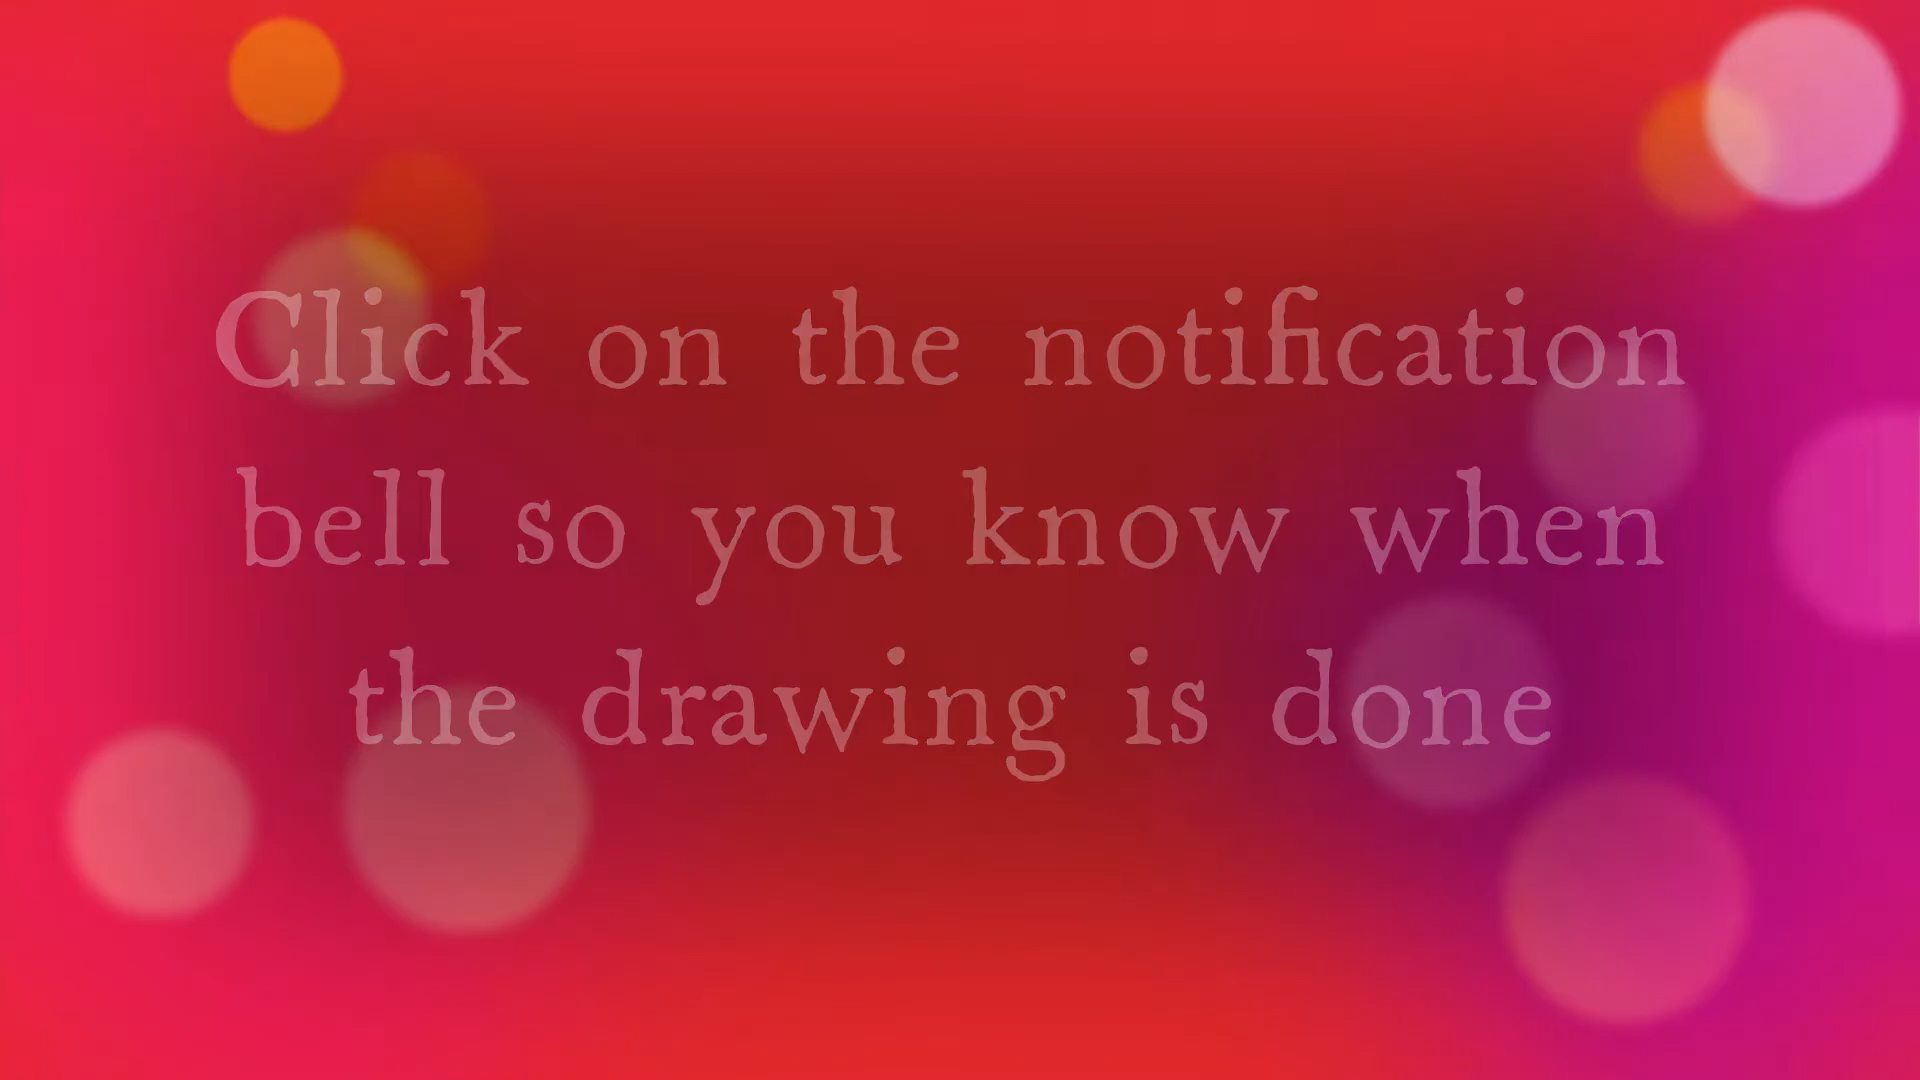 Click on the notification
bell so you know when
the drawing is done